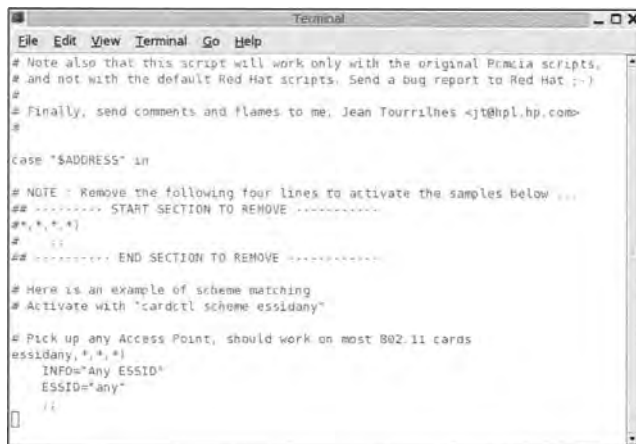 Terminal
File Edit View Terminal Go Help
# Note also that this script will work only with the original Pcmcia scripts,
# and not with the default Red Hat scripts. Send a bug report to Red Hat ;-)
#
# Finally, send comments and flames to me, Jean Tourrilhes <jt@hpl.hp.com>
#
case "$ADDRESS" in
# NOTE : Remove the following four lines to activate the samples below ...
## --------- START SECTION TO REMOVE -----------
#*,*,*,*)
#    ;;
## ---------- END SECTION TO REMOVE ------------
# Here is an example of scheme matching
# Activate with "cardctl scheme essidany"
# Pick up any Access Point, should work on most 802.11 cards
essidany,*,*,*)
    INFO="Any ESSID"
    ESSID="any"
    ;;